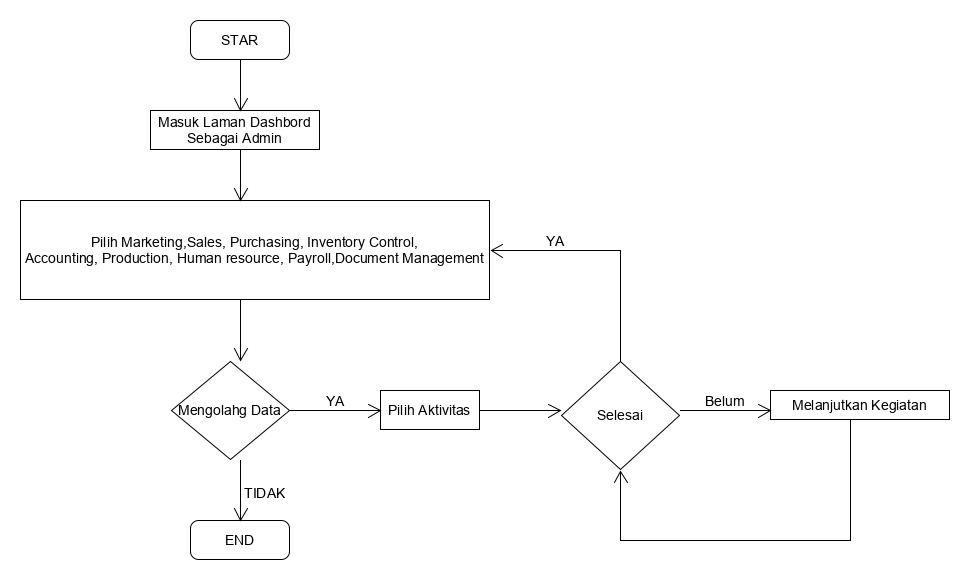 STAR
Masuk Laman Dashbord
Sebagai Admin
Pilih Marketing,Sales, Purchasing, Inventory Control,
Accounting, Production, Human resource, Payroll,Document Management
YA
Mengolahg Data
YA
Pilih Aktivitas
Selesai
Belum
Melanjutkan Kegiatan
TIDAK
END